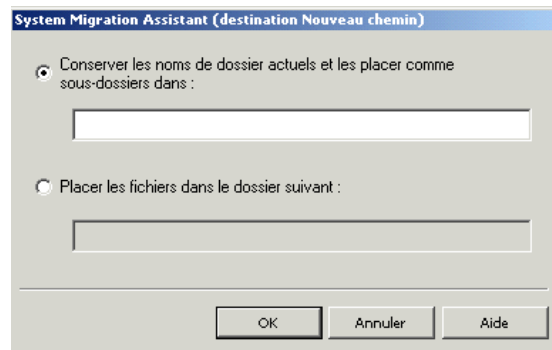 System Migration Assistant (destination Nouveau chemin)
Conserver les noms de dossier actuels et les placer comme
sous-dossiers dans :
Placer les fichiers dans le dossier suivant :
OK Annuler Aide